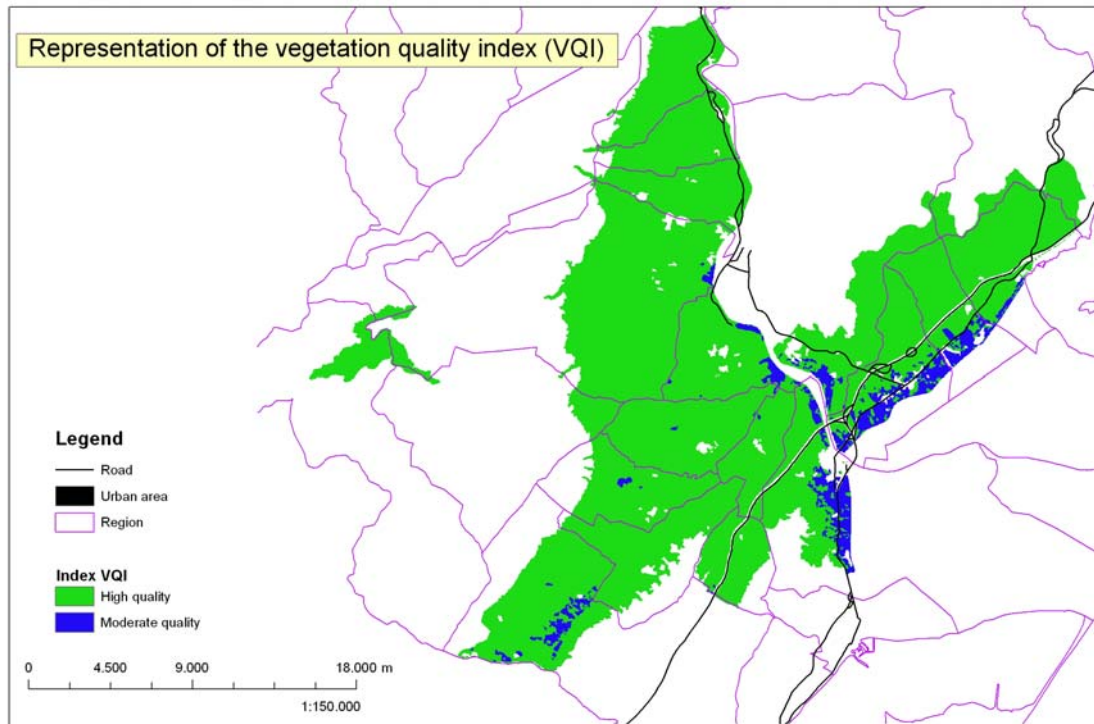 Representation of the vegetation quality index (VQI)
Legend
Road
Urban area
Region
Index VQI
High quality
Moderate quality
0 4.500 9.000 18.000 m
1:150.000